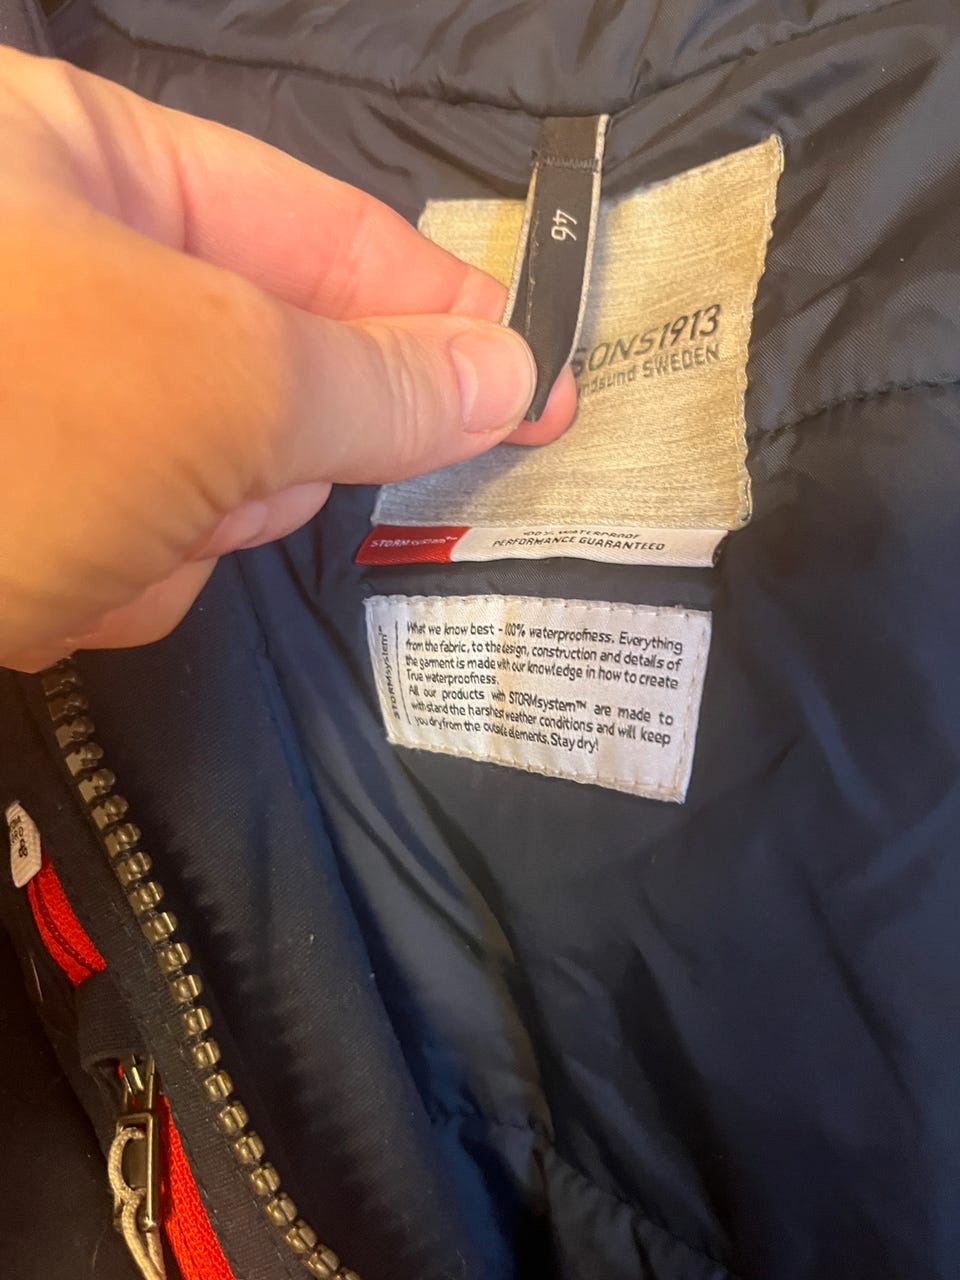 46
SONS1913
ndsund SWEDEN
STORMsystem™
100% WATERPROOF
PERFORMANCE GUARANTEED
STORMsystem™
What we know best - 100% waterproofness. Everything
from the fabric, to the design, construction and details of
the garment is made with our knowledge in how to create
True waterproofness.
All our products with STORMsystem™ are made to
withstand the harshest weather conditions and will keep
you dry from the outside elements. Stay dry!